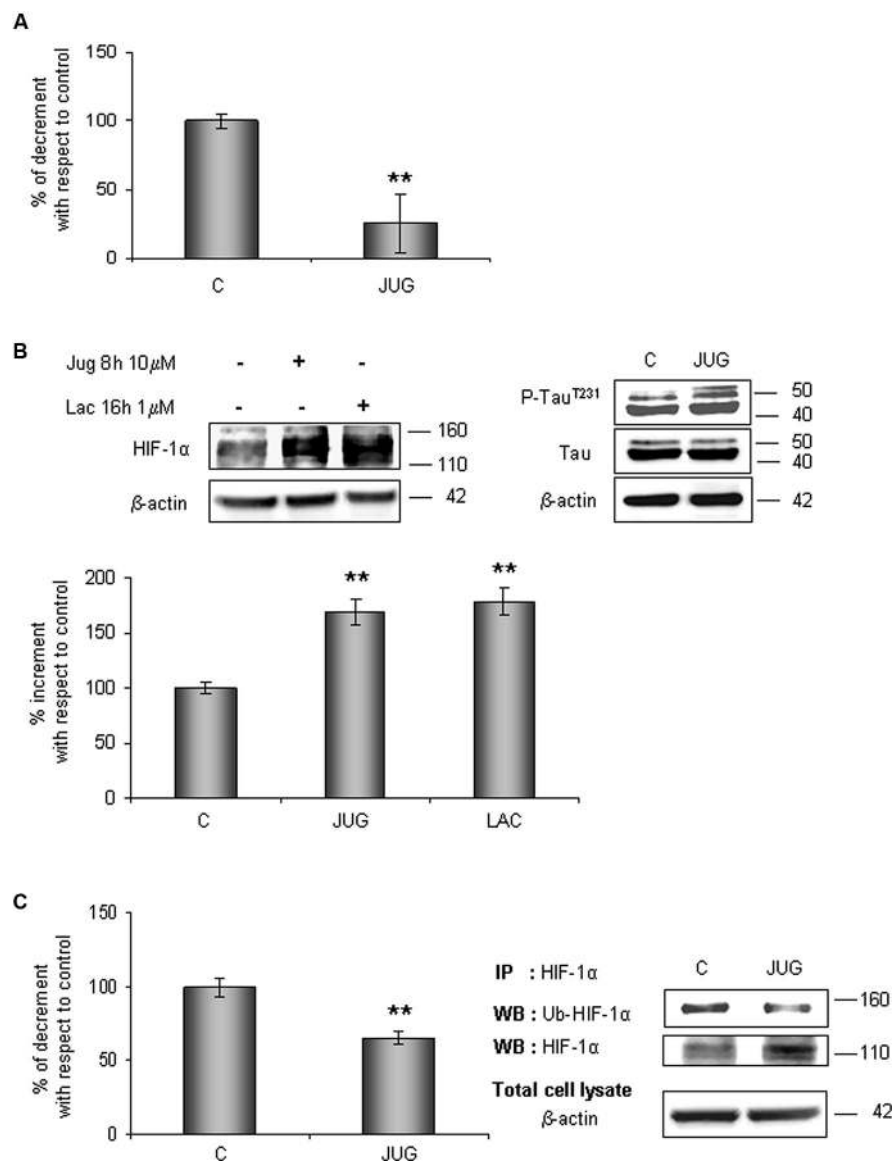 A
% of decrement
with respect to control
150
100
50
0
**
C JUG
B
Jug 8h 10μM - + -
Lac 16h 1μM - - +
HIF-1α
160
110
β-actin
42
C JUG
P-Tau^T231
50
40
Tau
50
40
β-actin
42
% increment
with respect to control
200
150
100
50
0
** **
C JUG LAC
C
% of decrement
with respect to control
150
100
50
0
**
C JUG
IP : HIF-1α
C JUG
WB : Ub-HIF-1α
160
WB : HIF-1α
110
Total cell lysate
β-actin
42